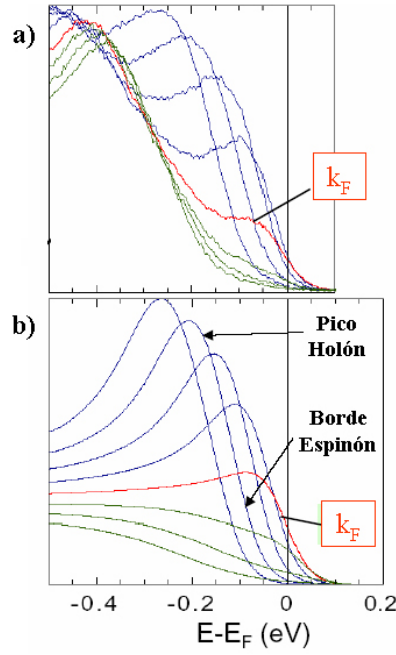 a)
k_F
b)
Pico
Holón
Borde
Espinón
k_F
-0.4 -0.2 0 0.2
E-E_F (eV)